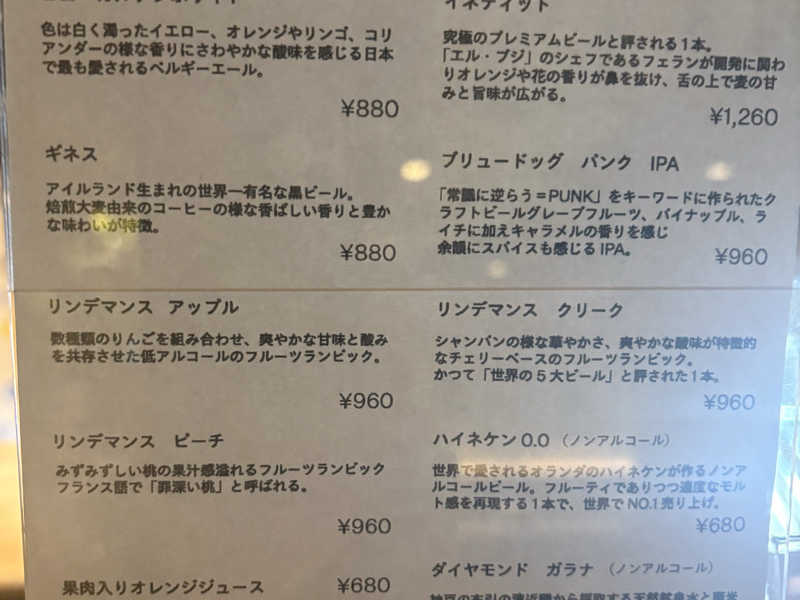 色は白く濁ったイエロー、オレンジやリンゴ、コリ
アンダーの様な香りにさわやかな酸味を感じる日本
で最も愛されるベルギーエール。
¥880
ギネス
アイルランド生まれの世界一有名な黒ビール。
焙煎大麦由来のコーヒーの様な香ばしい香りと豊か
な味わいが特徴。
¥880
リンデマンス アップル
数種類のりんごを組み合わせ、爽やかな甘味と酸み
を共存させた低アルコールのフルーツランビック。
¥960
リンデマンス ピーチ
みずみずしい桃の果汁感溢れるフルーツランビック
フランス語で「罪深い桃」と呼ばれる。
¥960
果肉入りオレンジジュース ¥680
イネディット
究極のプレミアムビールと評される1本。
「エル・ブジ」のシェフであるフェランが開発に関わ
りオレンジや花の香りが鼻を抜け、舌の上で麦の甘
みと旨味が広がる。
¥1,260
ブリュードッグ パンク IPA
「常識に逆らう=PUNK」をキーワードに作られたク
ラフトビールグレープフルーツ、パイナップル、ラ
イチに加えキャラメルの香りを感じ
余韻にスパイスも感じるIPA。
¥960
リンデマンス クリーク
シャンパンの様な華やかさ、爽やかな酸味が特徴的
なチェリーベースのフルーツランビック。
かつて「世界の5大ビール」と評された1本。
¥960
ハイネケン0.0（ノンアルコール）
世界で愛されるオランダのハイネケンが作るノンア
ルコールビール。フルーティでありつつ適度なモル
ト感を再現する1本で、世界でNO.1売り上げ。
¥680
ダイヤモンド ガラナ（ノンアルコール）